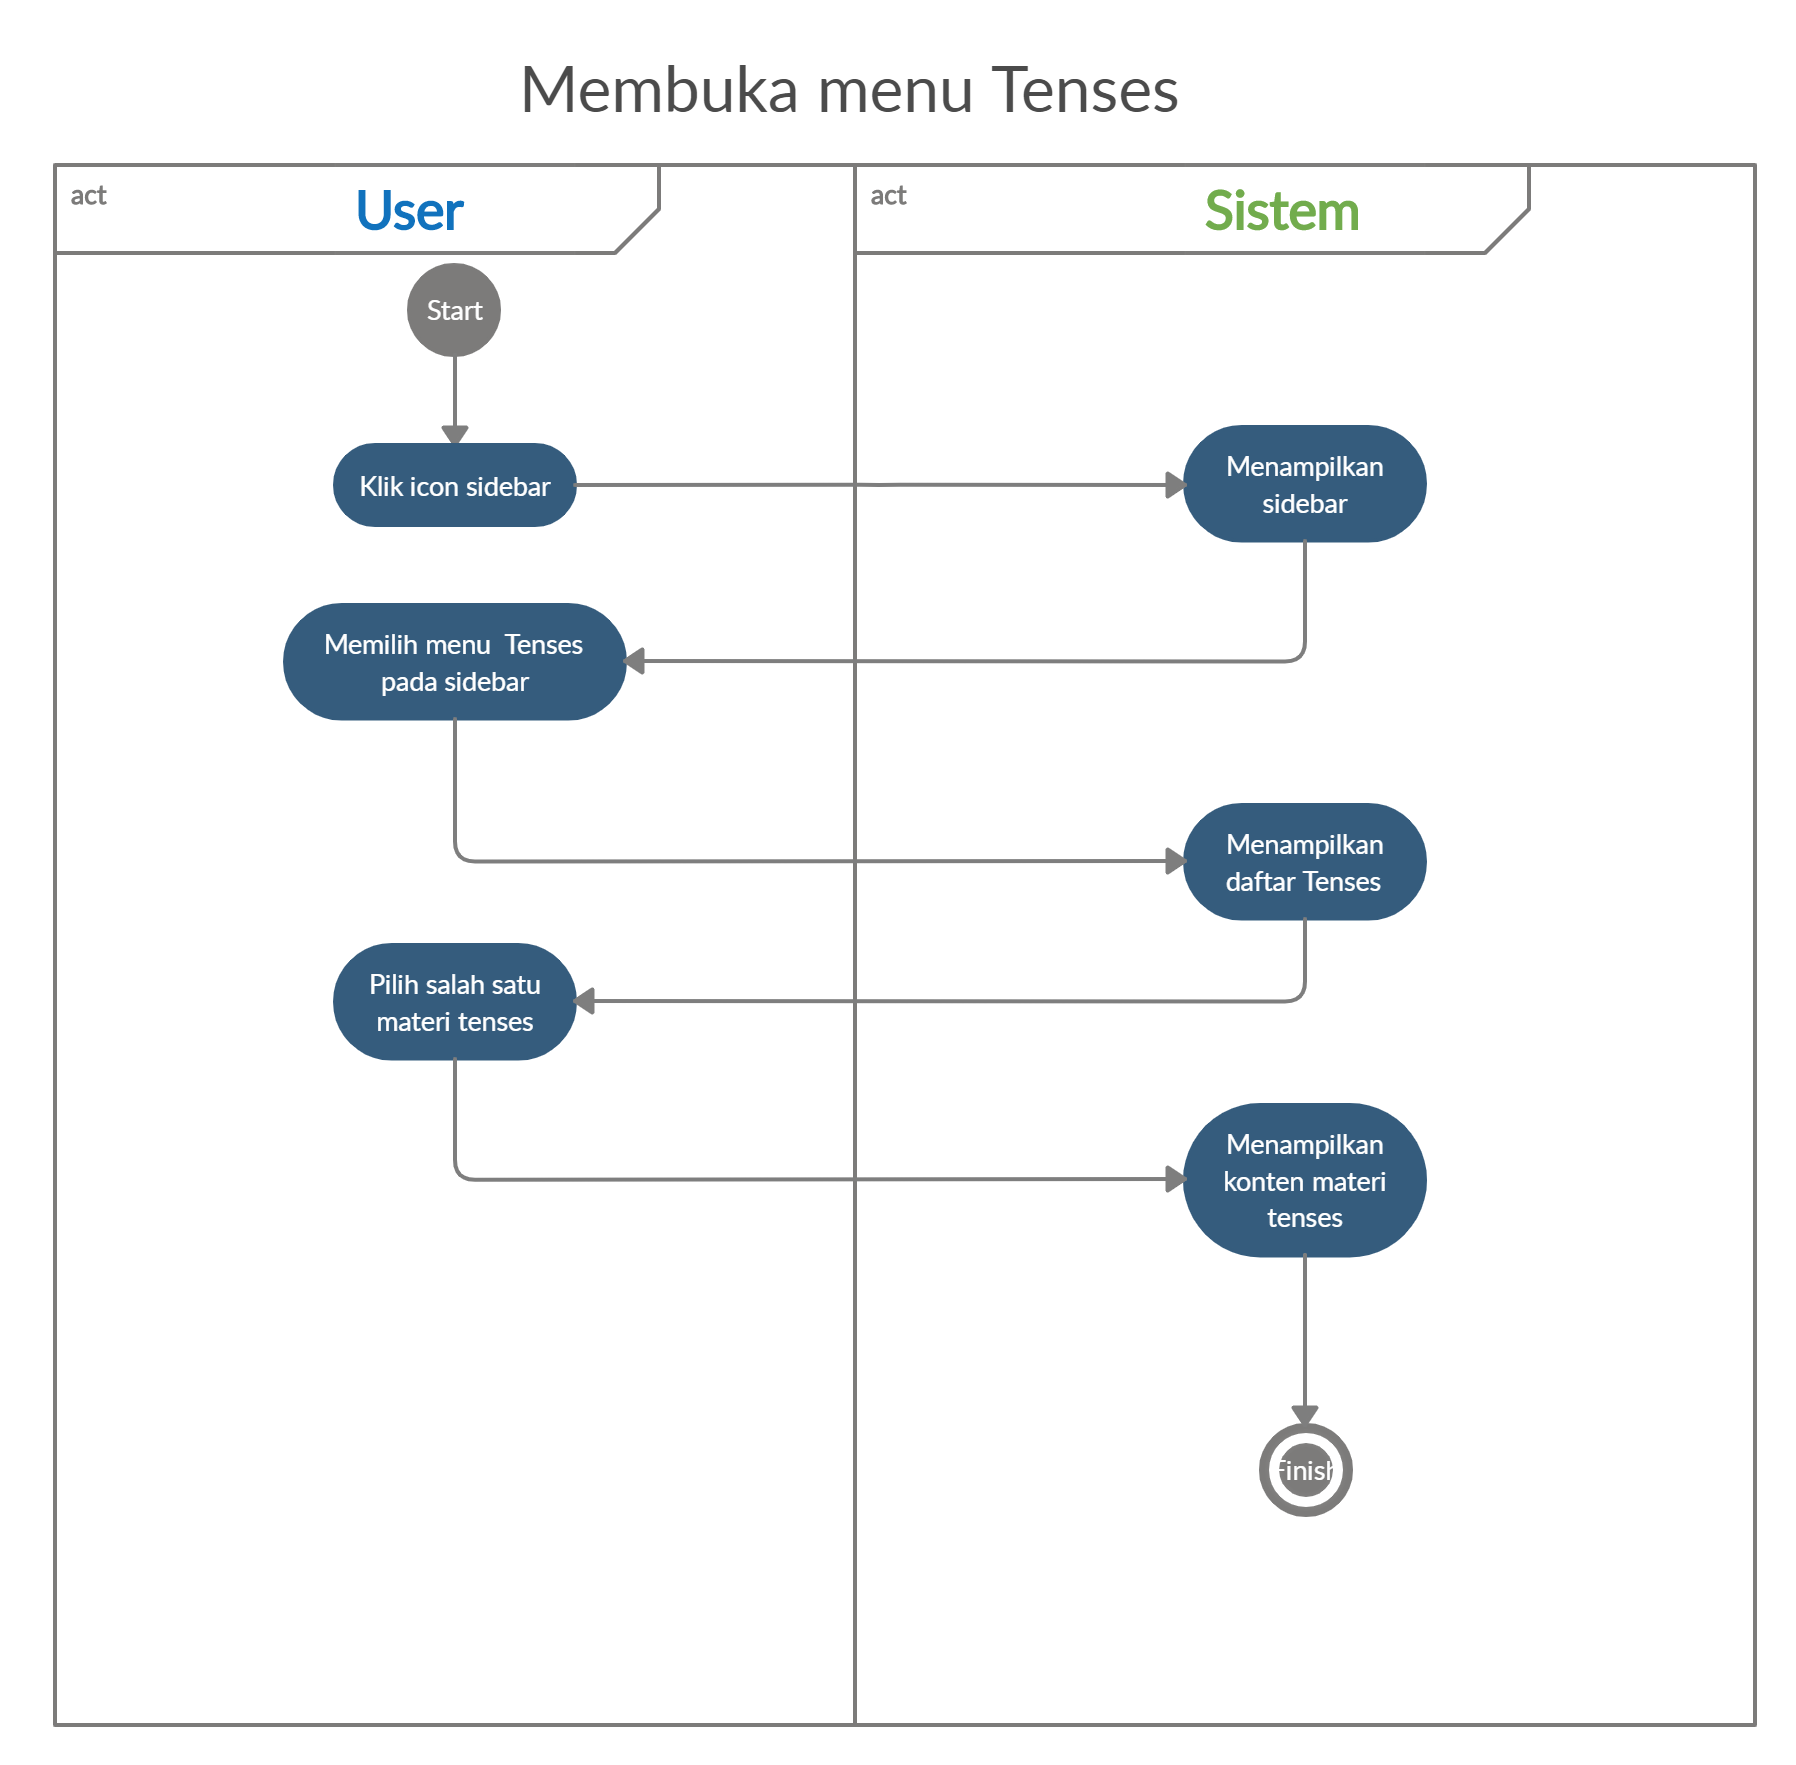 Membuka menu Tenses
act
User
act
Sistem
Start
Klik icon sidebar
Menampilkan
sidebar
Memilih menu  Tenses
pada sidebar
Menampilkan
daftar Tenses
Pilih salah satu
materi tenses
Menampilkan
konten materi
tenses
Finish